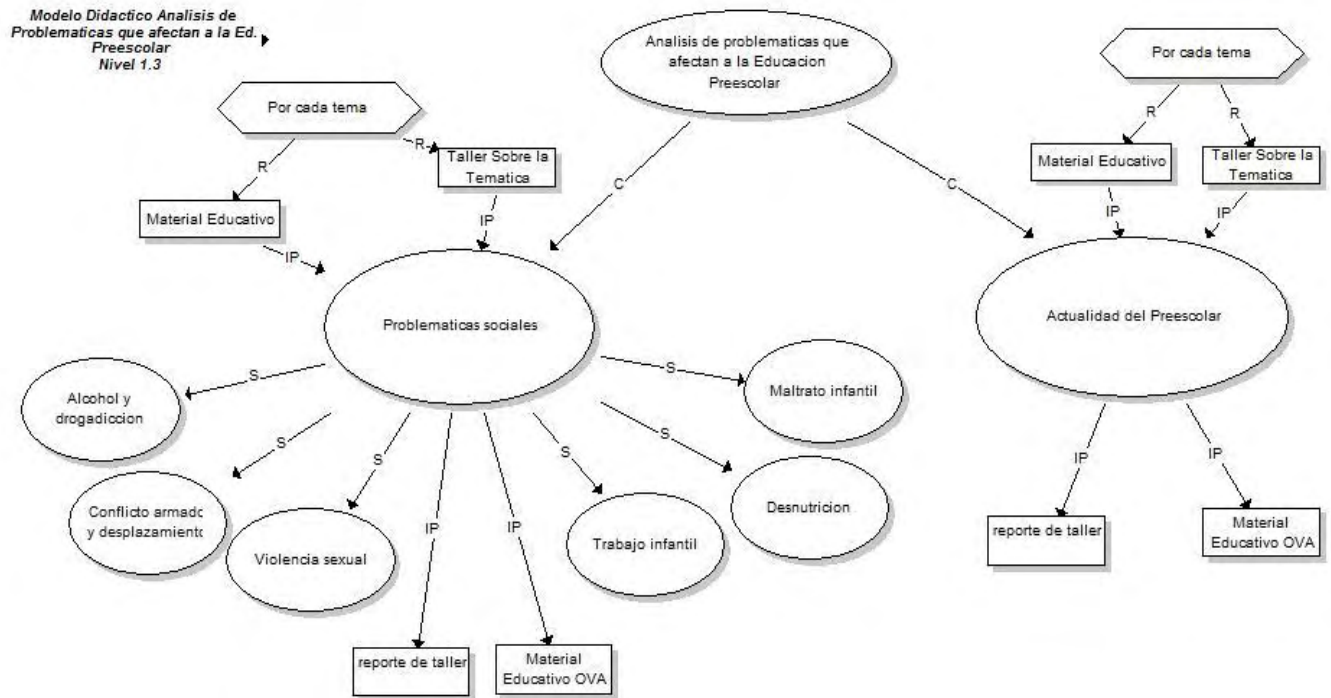 Modelo Didactico Analisis de
Problematicas que afectan a la Ed.
Preescolar
Nivel 1.3
Analisis de problematicas que
afectan a la Educacion
Preescolar
Por cada tema
Por cada tema
R
R
R
R
Taller Sobre la
Tematica
Material Educativo
Material Educativo
Taller Sobre la
Tematica
C
C
IP
IP
IP
IP
Problematicas sociales
Actualidad del Preescolar
S
S
S
S
S
S
IP
IP
IP
IP
Alcohol y
drogadiccion
Maltrato infantil
Conflicto armado
y desplazamiento
Violencia sexual
Trabajo infantil
Desnutricion
reporte de taller
Material
Educativo OVA
reporte de taller
Material
Educativo OVA